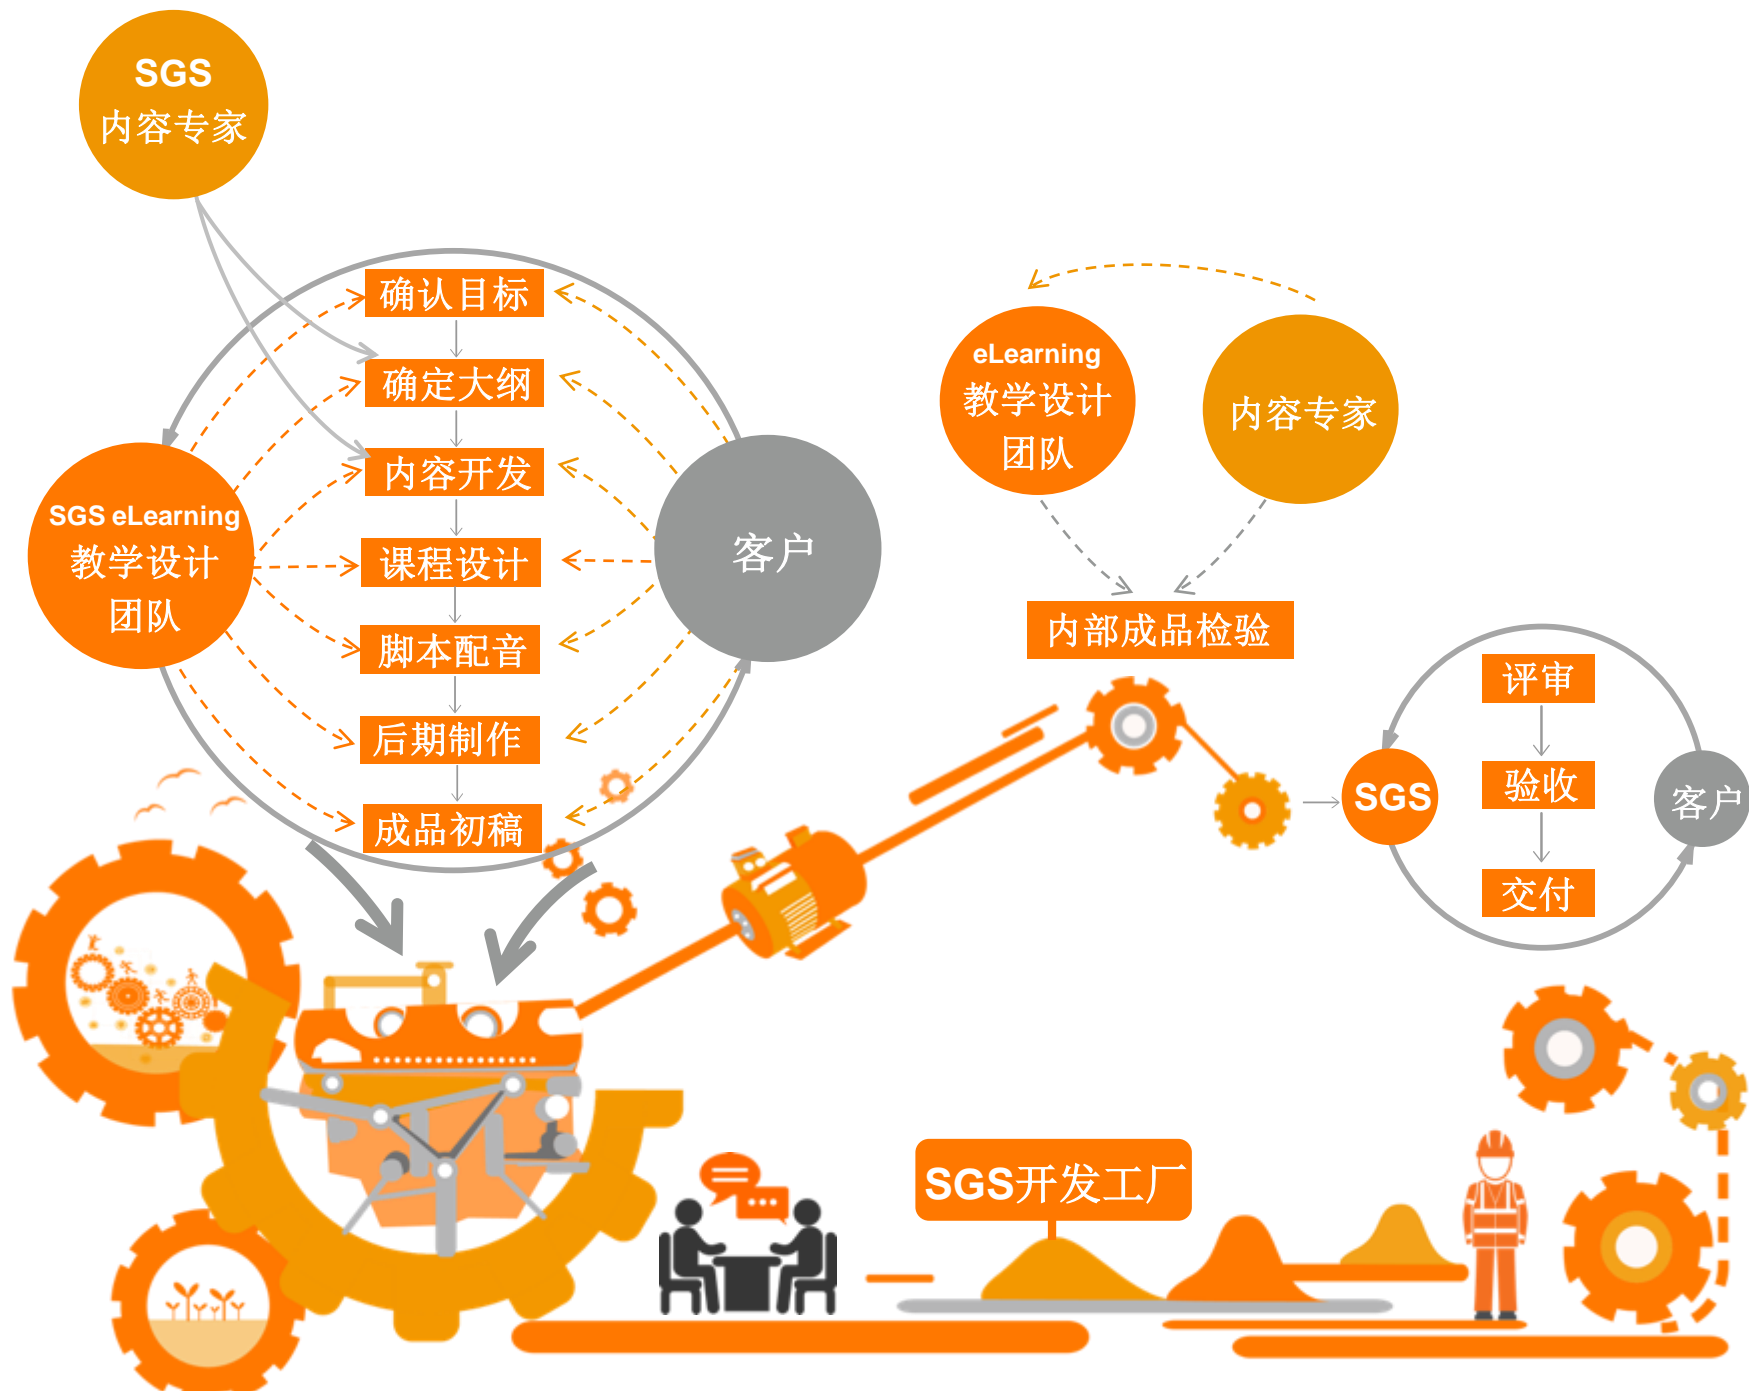 SGS
内容专家
确认目标
确定大纲
内容开发
课程设计
脚本配音
后期制作
成品初稿
SGS eLearning
教学设计
团队
客户
eLearning
教学设计
团队
内容专家
内部成品检验
评审
验收
交付
SGS
客户
SGS开发工厂